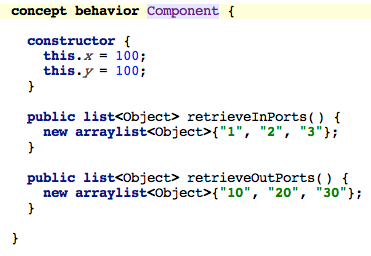 concept behavior Component {
constructor {
this.x = 100;
this.y = 100;
}
public list<Object> retrieveInPorts() {
new arraylist<Object>{"1", "2", "3"};
}
public list<Object> retrieveOutPorts() {
new arraylist<Object>{"10", "20", "30"};
}
}